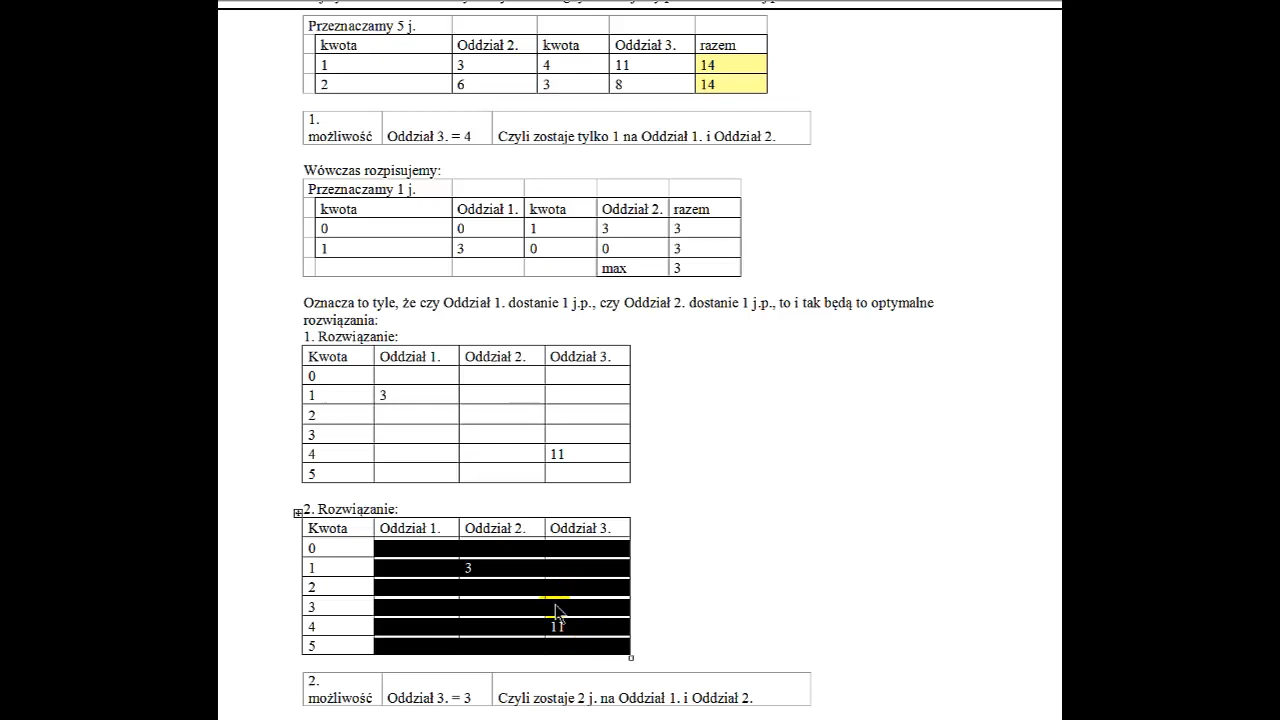 Przeznaczamy 5 j.
kwota Oddział 2. kwota Oddział 3. razem
1 3 4 11 14
2 6 3 8 14
1.
możliwość Oddział 3. = 4 Czyli zostaje tylko 1 na Oddział 1. i Oddział 2.
Wówczas rozpisujemy:
Przeznaczamy 1 j.
kwota Oddział 1. kwota Oddział 2. razem
0 0 1 3 3
1 3 0 0 3
max 3
Oznacza to tyle, że czy Oddział 1. dostanie 1 j.p., czy Oddział 2. dostanie 1 j.p., to i tak będą to optymalne
rozwiązania:
1. Rozwiązanie:
Kwota Oddział 1. Oddział 2. Oddział 3.
0
1 3
2
3
4 11
5
2. Rozwiązanie:
Kwota Oddział 1. Oddział 2. Oddział 3.
0
1 3
2
3
4 11
5
2.
możliwość Oddział 3. = 3 Czyli zostaje 2 j. na Oddział 1. i Oddział 2.